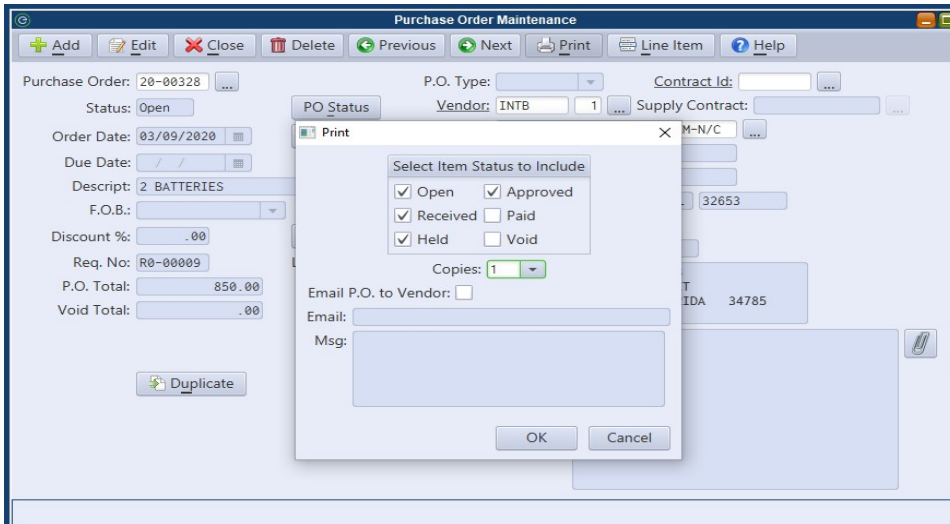 Purchase Order Maintenance
Add Edit Close Delete Previous Next Print Line Item Help
Purchase Order: 20-00328 ... P.O. Type: Contract Id: ...
Status: Open PO Status Vendor: INTB 1 ... Supply Contract: ...
Order Date: 03/09/2020 Print M-N/C ...
Due Date: / / Select Item Status to Include
Descript: 2 BATTERIES Open Approved 32653
F.O.B.: Received Paid
Discount %: .00 Held Void
Req. No: R0-00009 Copies: 1
P.O. Total: 850.00 Email P.O. to Vendor: IDA 34785
Void Total: .00 Email:
Msg:
Duplicate
OK Cancel